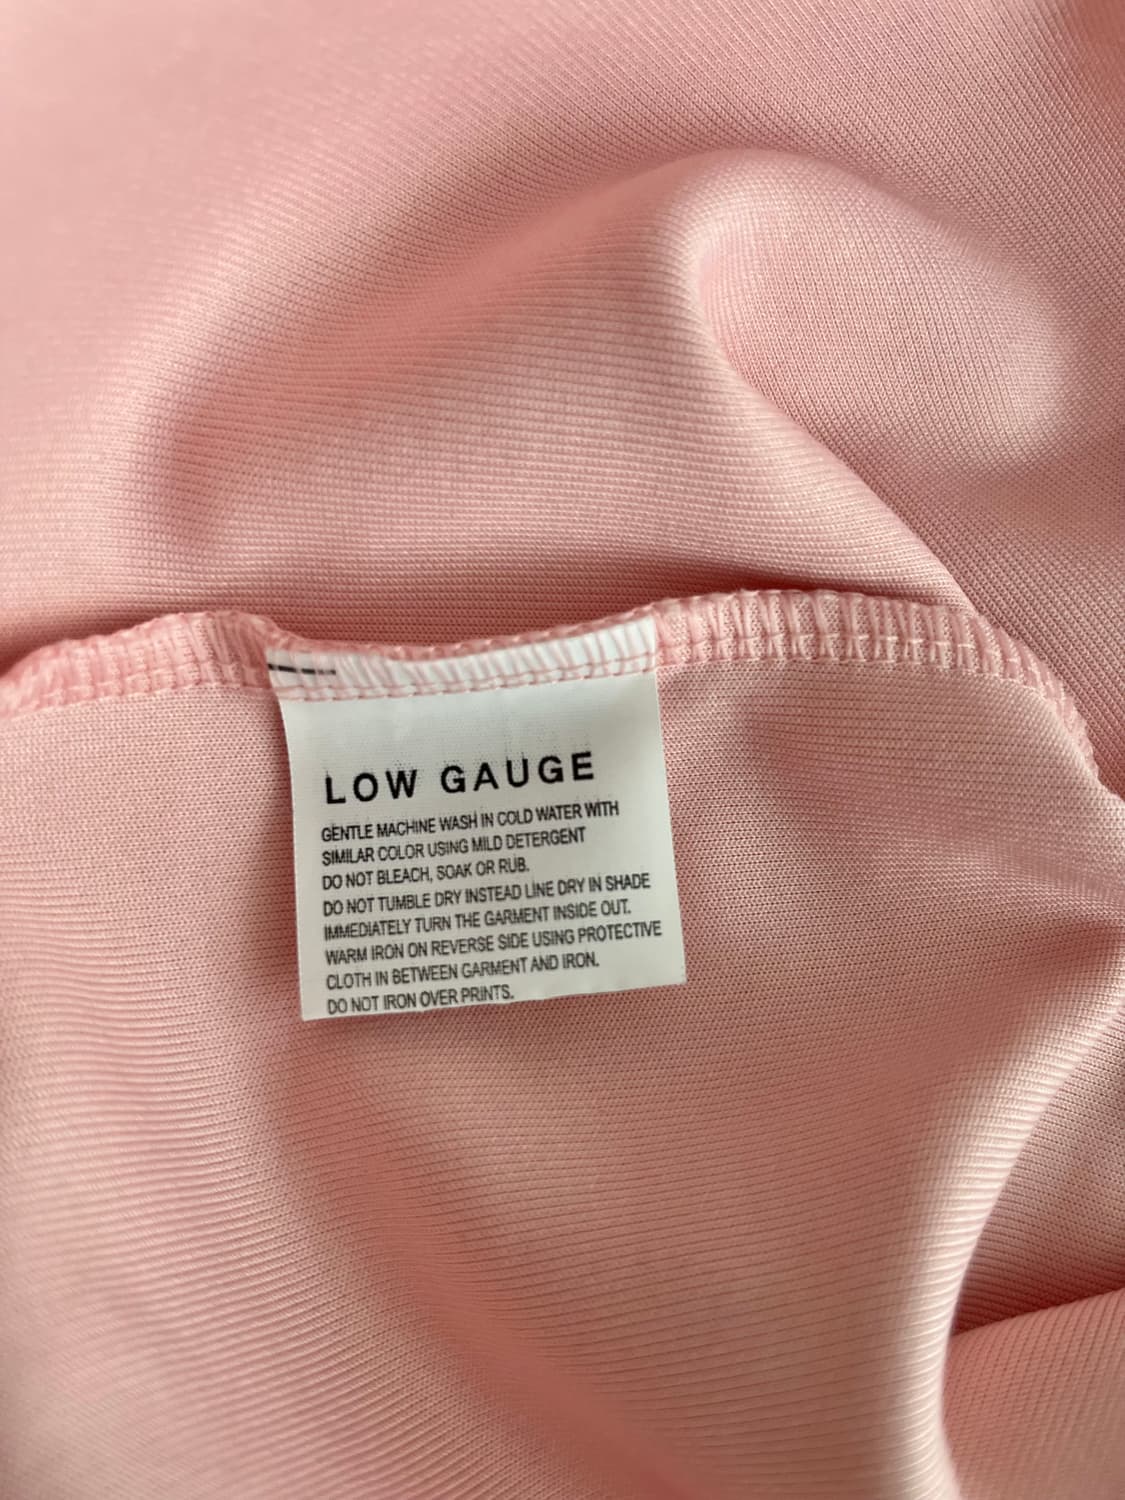 LOW GAUGE
GENTLE MACHINE WASH IN COLD WATER WITH
SIMILAR COLOR USING MILD DETERGENT
DO NOT BLEACH, SOAK OR RUB.
DO NOT TUMBLE DRY INSTEAD LINE DRY IN SHADE
IMMEDIATELY TURN THE GARMENT INSIDE OUT.
WARM IRON ON REVERSE SIDE USING PROTECTIVE
CLOTH IN BETWEEN GARMENT AND IRON.
DO NOT IRON OVER PRINTS.